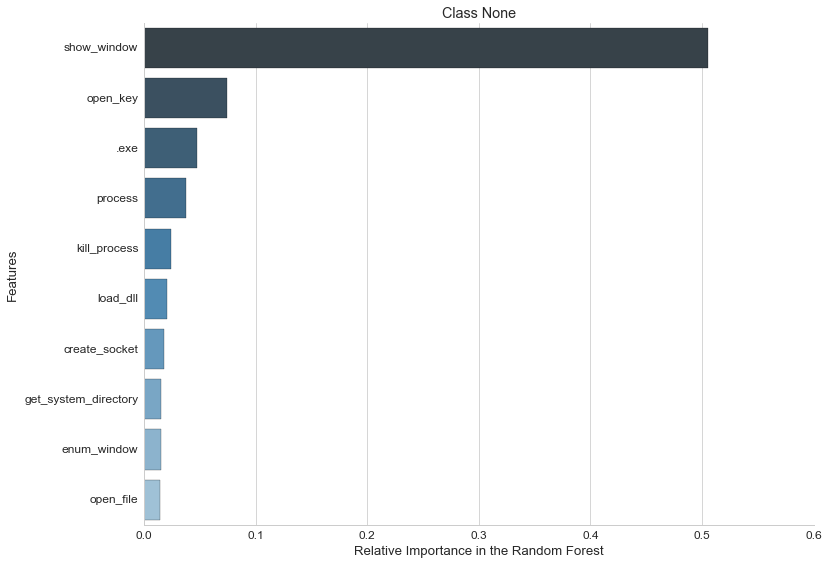 Class None
show_window
open_key
.exe
process
kill_process
load_dll
create_socket
get_system_directory
enum_window
open_file
Features
0.0 0.1 0.2 0.3 0.4 0.5 0.6
Relative Importance in the Random Forest